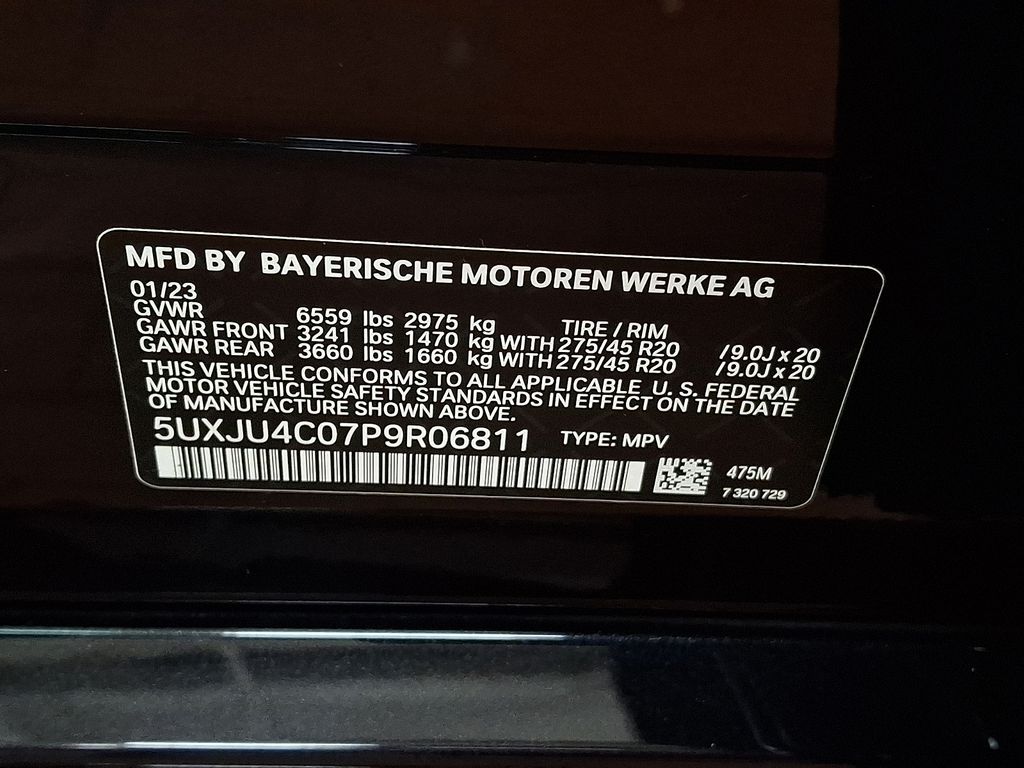 MFD BY BAYERISCHE MOTOREN WERKE AG
01/23
GVWR 6559 lbs 2975 kg TIRE / RIM
GAWR FRONT 3241 lbs 1470 kg WITH 275/45 R20 / 9.0J x 20
GAWR REAR 3660 lbs 1660 kg WITH 275/45 R20 / 9.0J x 20
THIS VEHICLE CONFORMS TO ALL APPLICABLE U. S. FEDERAL
MOTOR VEHICLE SAFETY STANDARDS IN EFFECT ON THE DATE
OF MANUFACTURE SHOWN ABOVE.
5UXJU4C07P9R06811 TYPE: MPV
475M
7 320 729